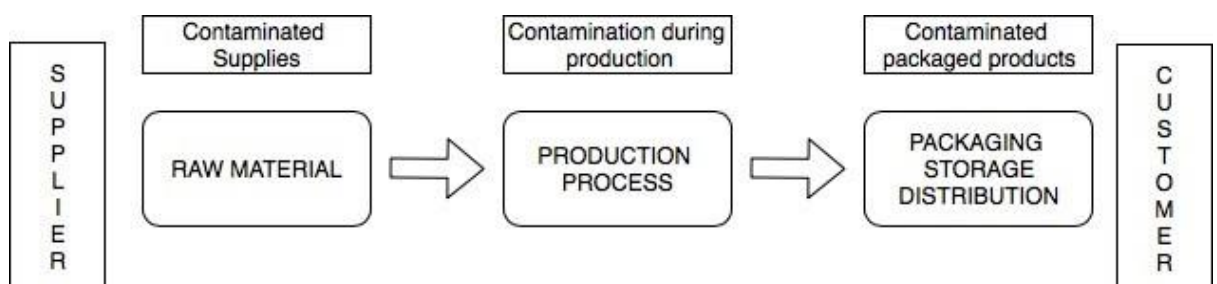 SUPPLIER
Contaminated
Supplies
RAW MATERIAL
Contamination during
production
PRODUCTION
PROCESS
Contaminated
packaged products
PACKAGING
STORAGE
DISTRIBUTION
CUSTOMER